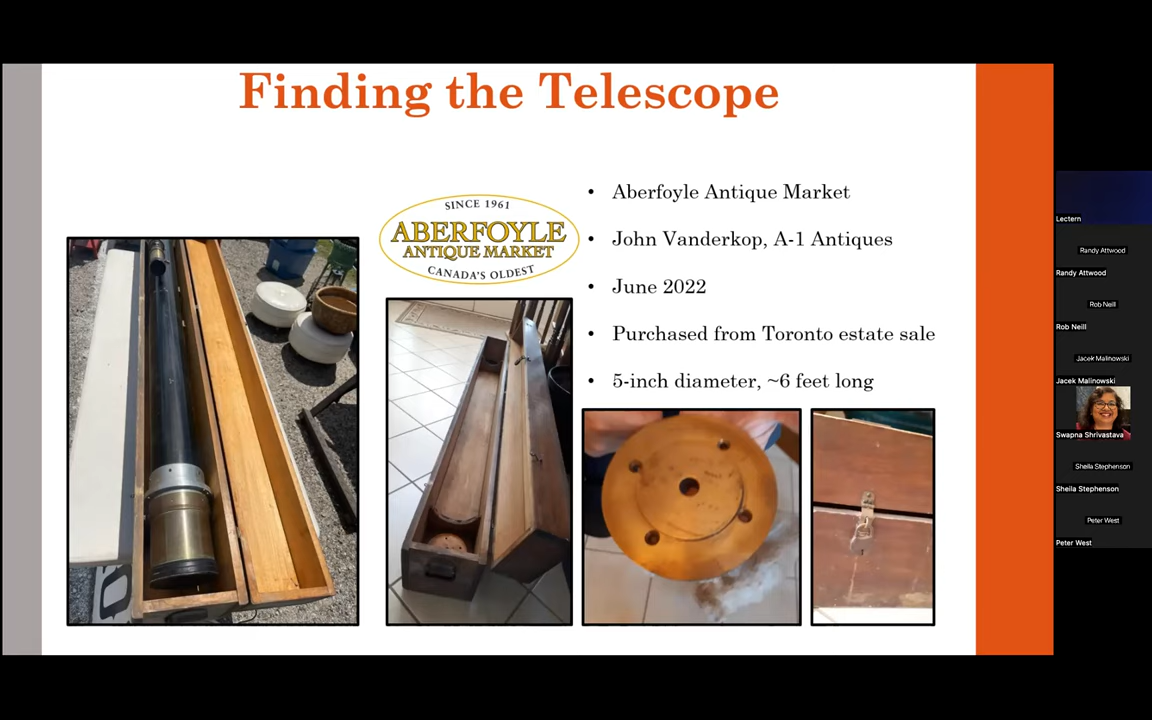 Finding the Telescope
SINCE 1961
ABERFOYLE
ANTIQUE MARKET
CANADA'S OLDEST
• Aberfoyle Antique Market
• John Vanderkop, A-1 Antiques
• June 2022
• Purchased from Toronto estate sale
• 5-inch diameter, ~6 feet long
Lectern
Randy Attwood
Randy Attwood
Rob Neill
Rob Neill
Jacek Malinowski
Jacek Malinowski
Swapna Shrivastava
Sheila Stephenson
Sheila Stephenson
Peter West
Peter West